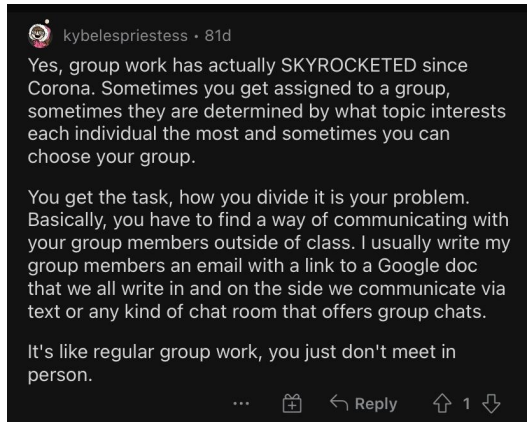 kybelespriestess • 81d
Yes, group work has actually SKYROCKETED since
Corona. Sometimes you get assigned to a group,
sometimes they are determined by what topic interests
each individual the most and sometimes you can
choose your group.
You get the task, how you divide it is your problem.
Basically, you have to find a way of communicating with
your group members outside of class. I usually write my
group members an email with a link to a Google doc
that we all write in and on the side we communicate via
text or any kind of chat room that offers group chats.
It's like regular group work, you just don't meet in
person.
... Reply 1